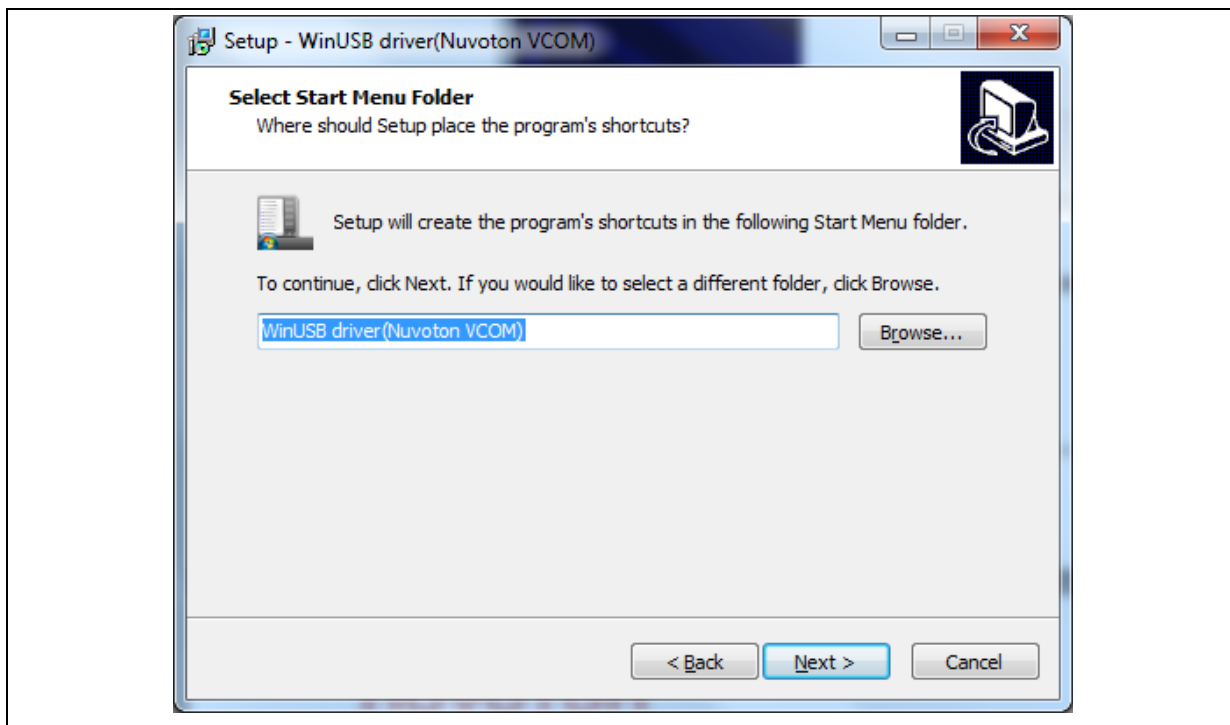 Setup - WinUSB driver(Nuvoton VCOM)
Select Start Menu Folder
Where should Setup place the program's shortcuts?
Setup will create the program's shortcuts in the following Start Menu folder.
To continue, click Next. If you would like to select a different folder, click Browse.
WinUSB driver(Nuvoton VCOM)
Browse...
< Back
Next >
Cancel